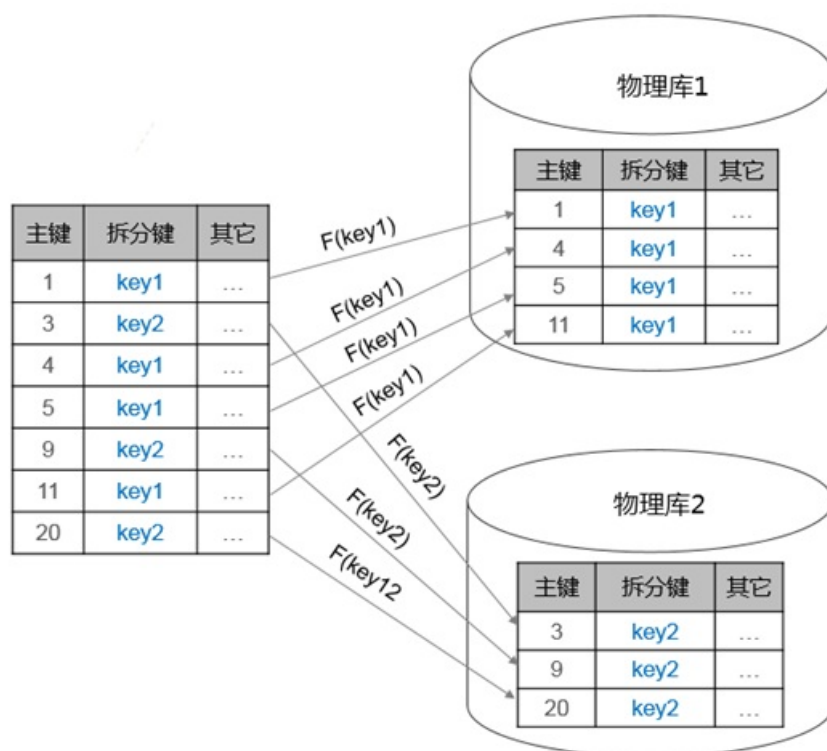 物理库1
主键 拆分键 其它
1 key1 ...
4 key1 ...
5 key1 ...
11 key1 ...
主键 拆分键 其它
1 key1 ...
3 key2 ...
4 key1 ...
5 key1 ...
9 key2 ...
11 key1 ...
20 key2 ...
F(key1)
F(key1)
F(key1)
F(key1)
F(key2)
F(key2)
F(key12
物理库2
主键 拆分键 其它
3 key2 ...
9 key2 ...
20 key2 ...